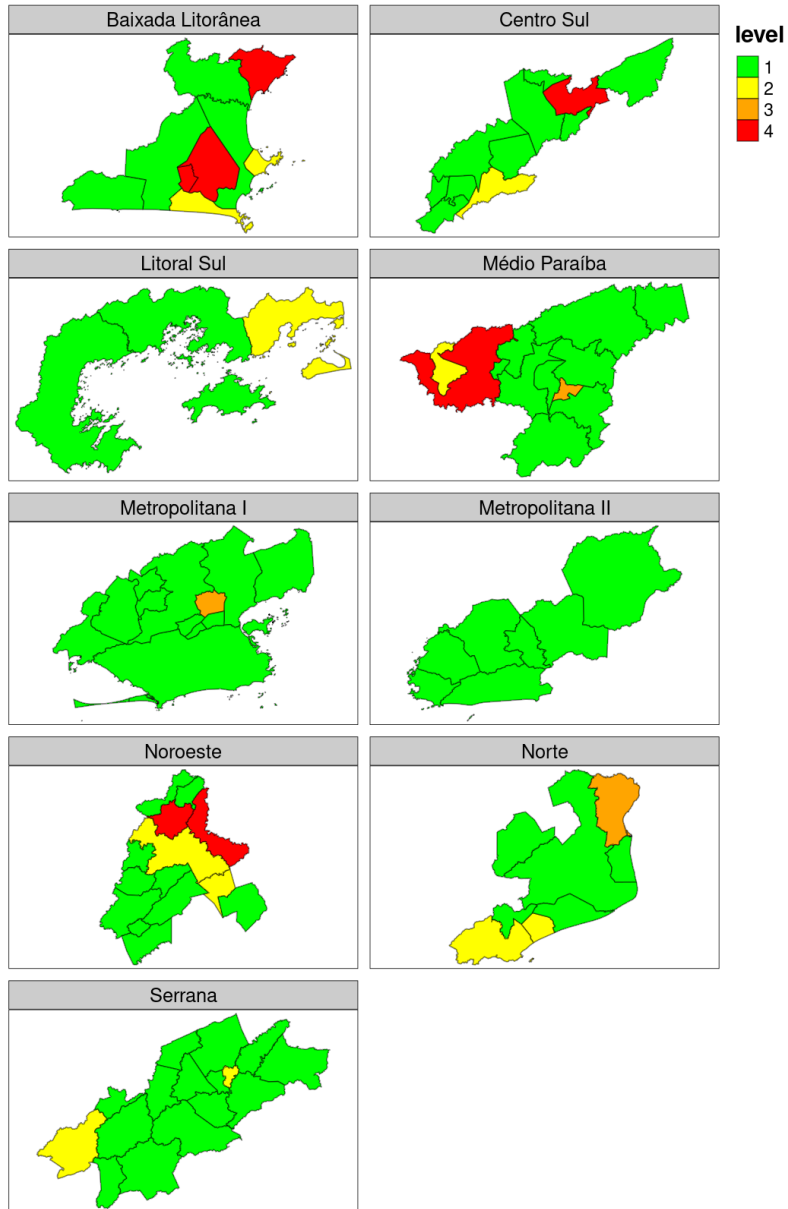 Baixada Litorânea
Centro Sul
level
1
2
3
4
Litoral Sul
Médio Paraíba
Metropolitana I
Metropolitana II
Noroeste
Norte
Serrana